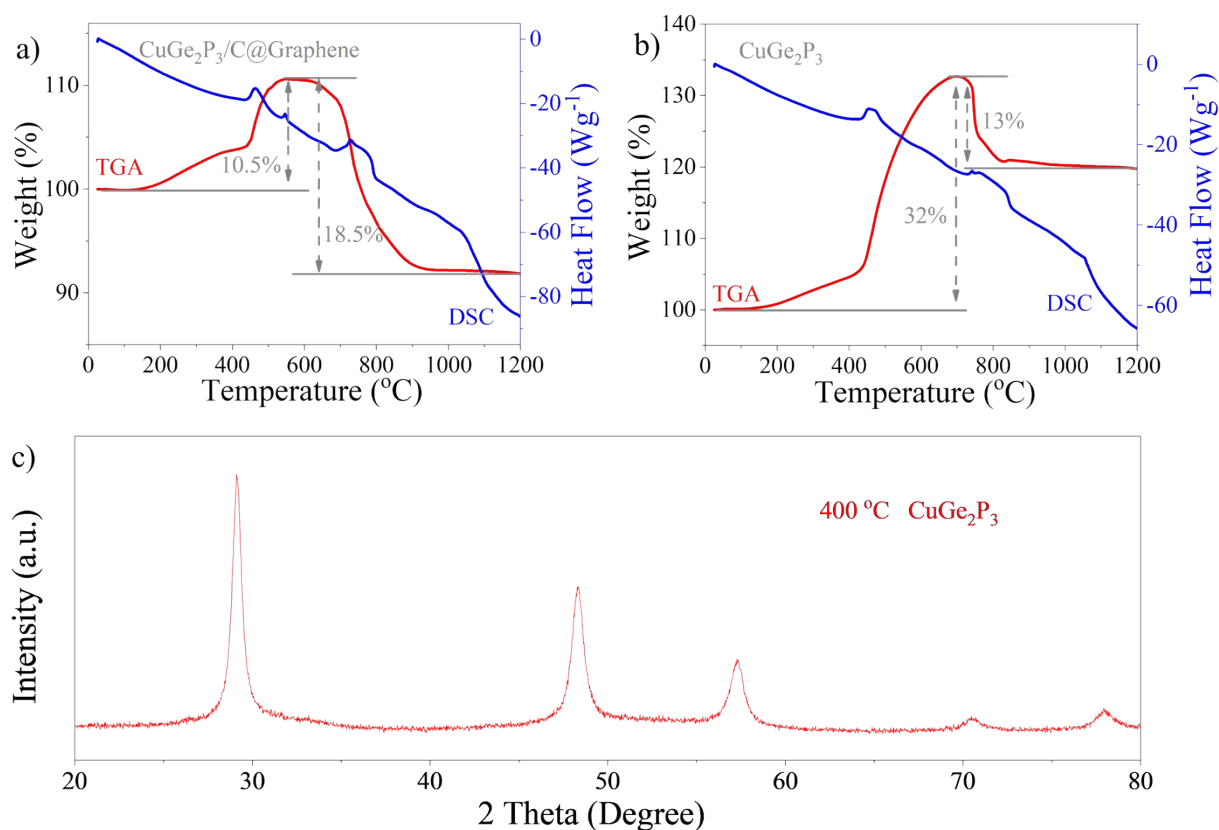 a)
CuGe₂P₃/C@Graphene
TGA
10.5%
18.5%
DSC
110
100
90
Weight (%)
0
-20
-40
-60
-80
Heat Flow (Wg⁻¹)
0 200 400 600 800 1000 1200
Temperature (°C)
b)
CuGe₂P₃
13%
32%
TGA
DSC
140
130
120
110
100
Weight (%)
0
-20
-40
-60
Heat Flow (Wg⁻¹)
0 200 400 600 800 1000 1200
Temperature (°C)
c)
400 °C CuGe₂P₃
Intensity (a.u.)
20 30 40 50 60 70 80
2 Theta (Degree)